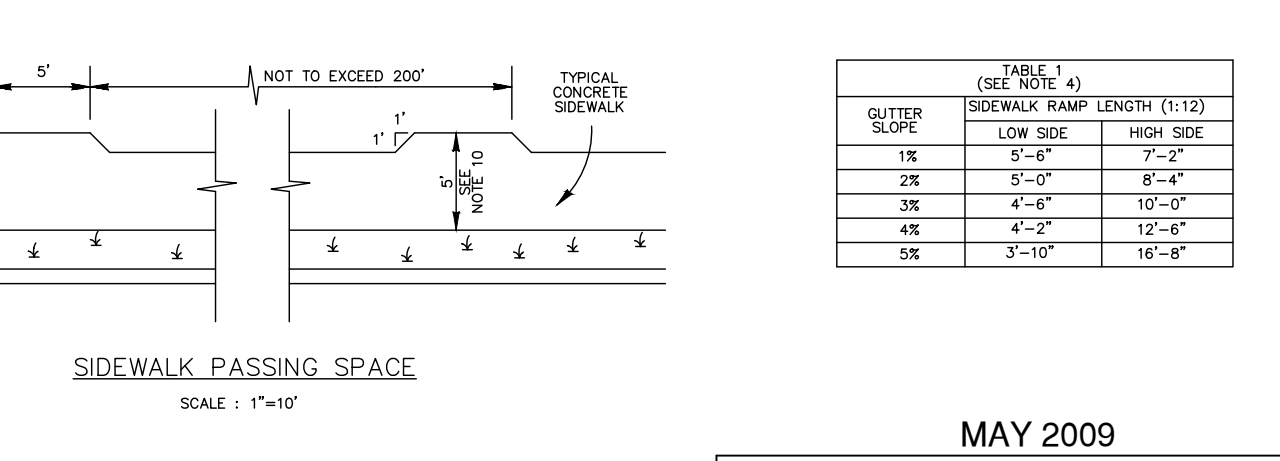 5'
NOT TO EXCEED 200'
TYPICAL
CONCRETE
SIDEWALK
1'
1'
5'
SEE
NOTE 10
SIDEWALK PASSING SPACE
SCALE : 1"=10'
TABLE 1
(SEE NOTE 4)
GUTTER
SLOPE
SIDEWALK RAMP LENGTH (1:12)
LOW SIDE HIGH SIDE
1% 5'-6" 7'-2"
2% 5'-0" 8'-4"
3% 4'-6" 10'-0"
4% 4'-2" 12'-6"
5% 3'-10" 16'-8"
MAY 2009